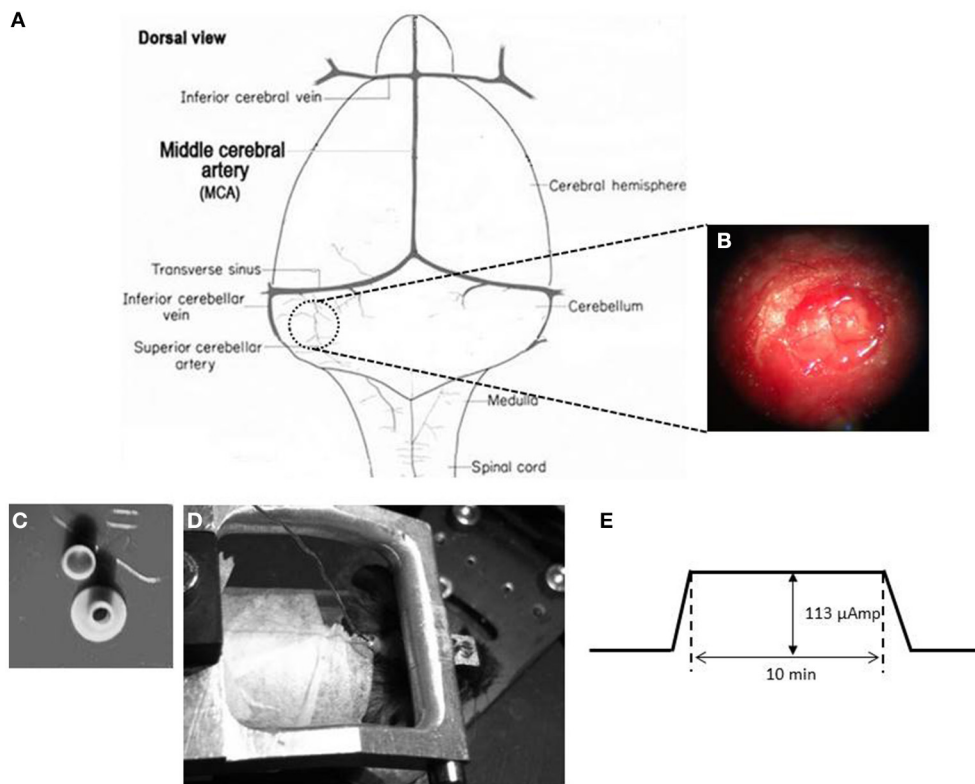 A
Dorsal view
Inferior cerebral vein
Middle cerebral
artery
(MCA)
Cerebral hemisphere
Transverse sinus
Inferior cerebellar
vein
Cerebellum
Superior cerebellar
artery
Medulla
Spinal cord
B
C
D
E
113 µAmp
10 min